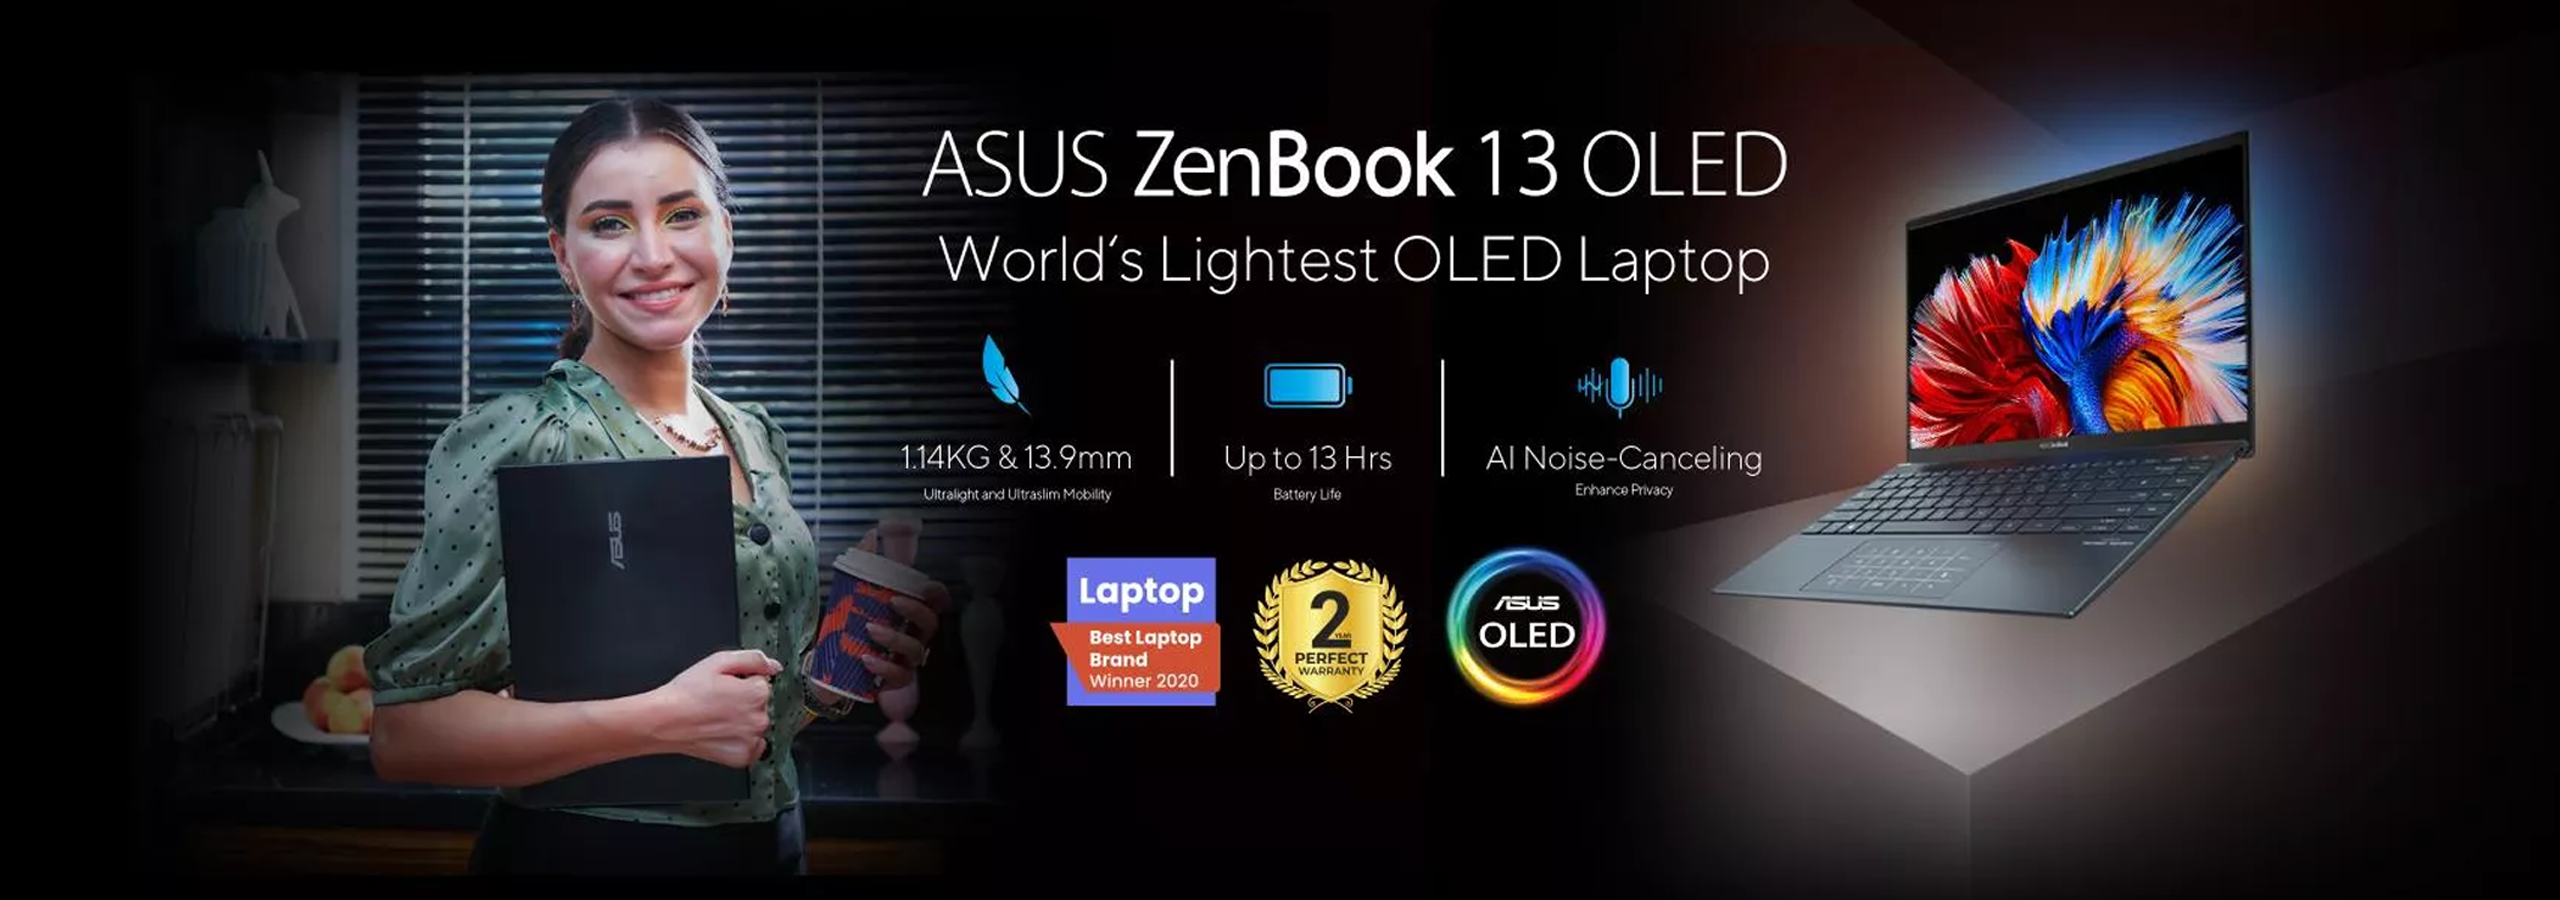 ASUS ZenBook 13 OLED
World's Lightest OLED Laptop
1.14KG & 13.9mm
Ultralight and Ultraslim Mobility
Up to 13 Hrs
Battery Life
AI Noise-Canceling
Enhance Privacy
ASUS
Laptop
Best Laptop
Brand
Winner 2020
2
YEAR
PERFECT
WARRANTY
ASUS
OLED